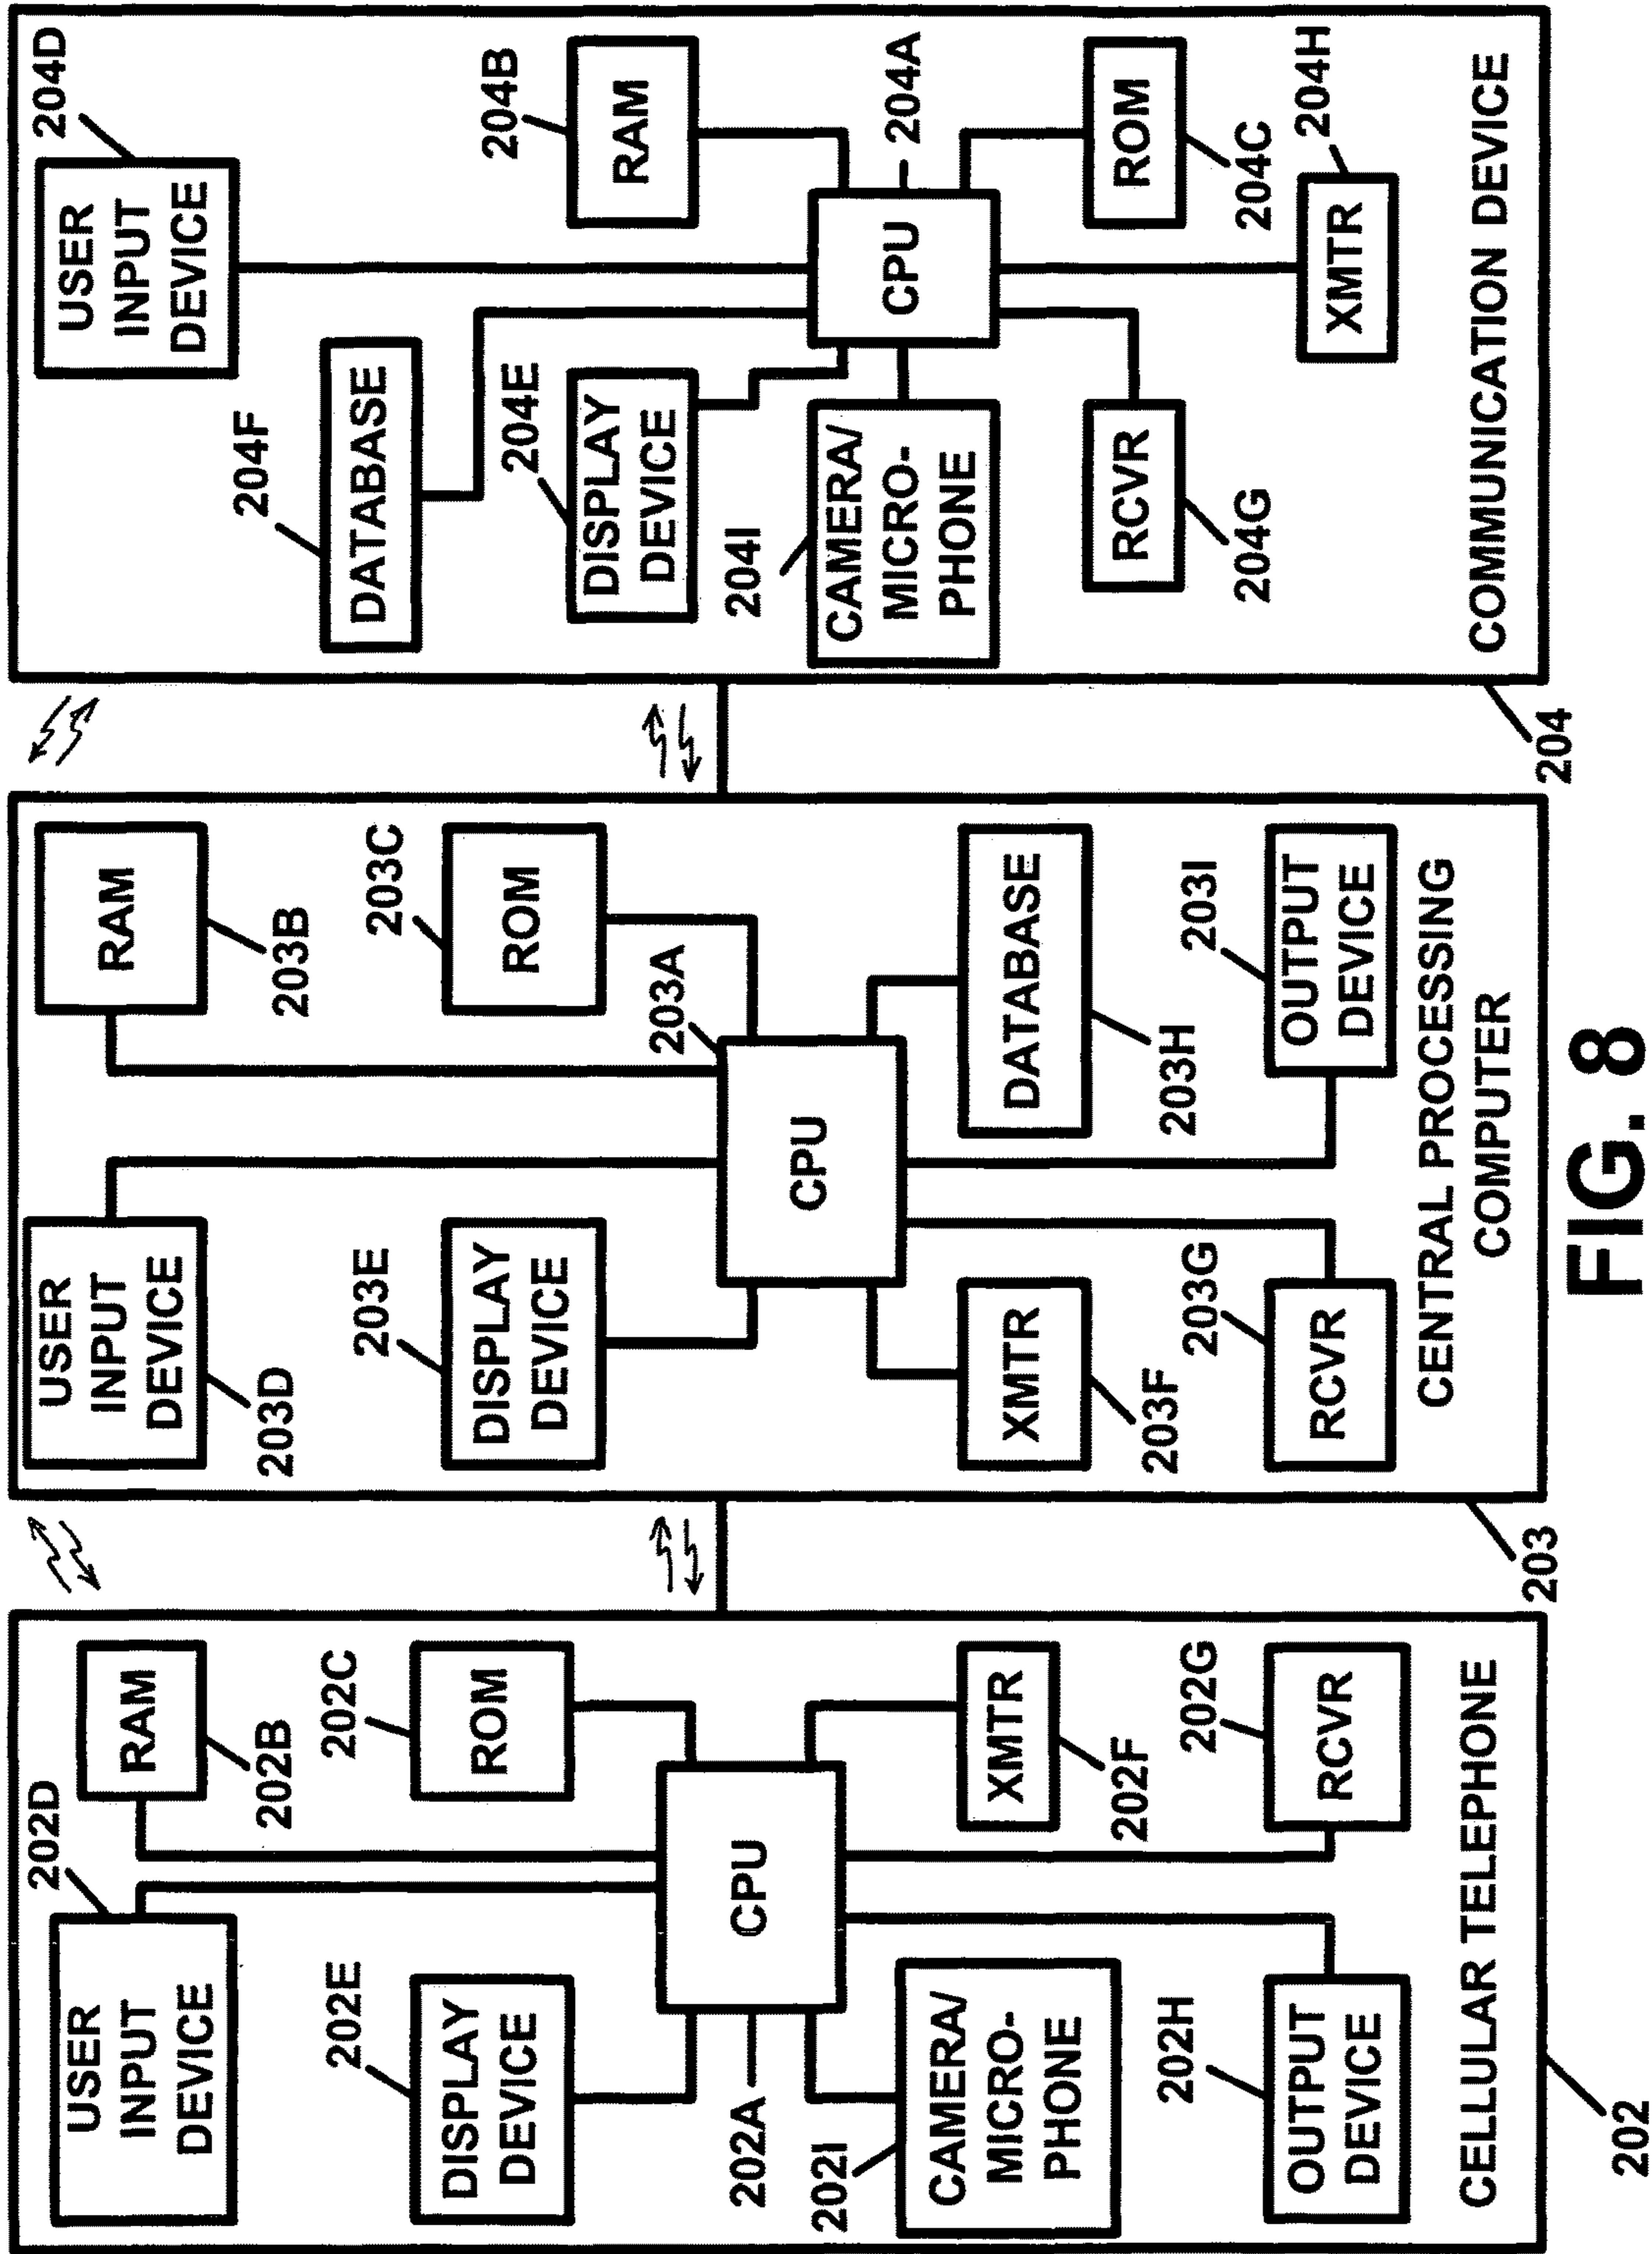 202D
USER
INPUT
DEVICE
RAM
202B
202E
DISPLAY
DEVICE
202C
ROM
202A
CPU
202I
CAMERA/
MICRO-
PHONE
XMTR
202F
202H
OUTPUT
DEVICE
202G
RCVR
CELLULAR TELEPHONE
202
USER
INPUT
DEVICE
203D
RAM
203B
203E
DISPLAY
DEVICE
203C
ROM
203A
CPU
XMTR
203F
DATABASE
203H
203G
RCVR
203I
OUTPUT
DEVICE
CENTRAL PROCESSING
COMPUTER
203
204D
USER
INPUT
DEVICE
204F
DATABASE
204E
DISPLAY
DEVICE
204B
RAM
204I
CAMERA/
MICRO-
PHONE
CPU
204A
RCVR
204G
ROM
204C
204H
XMTR
COMMUNICATION DEVICE
204
FIG. 8